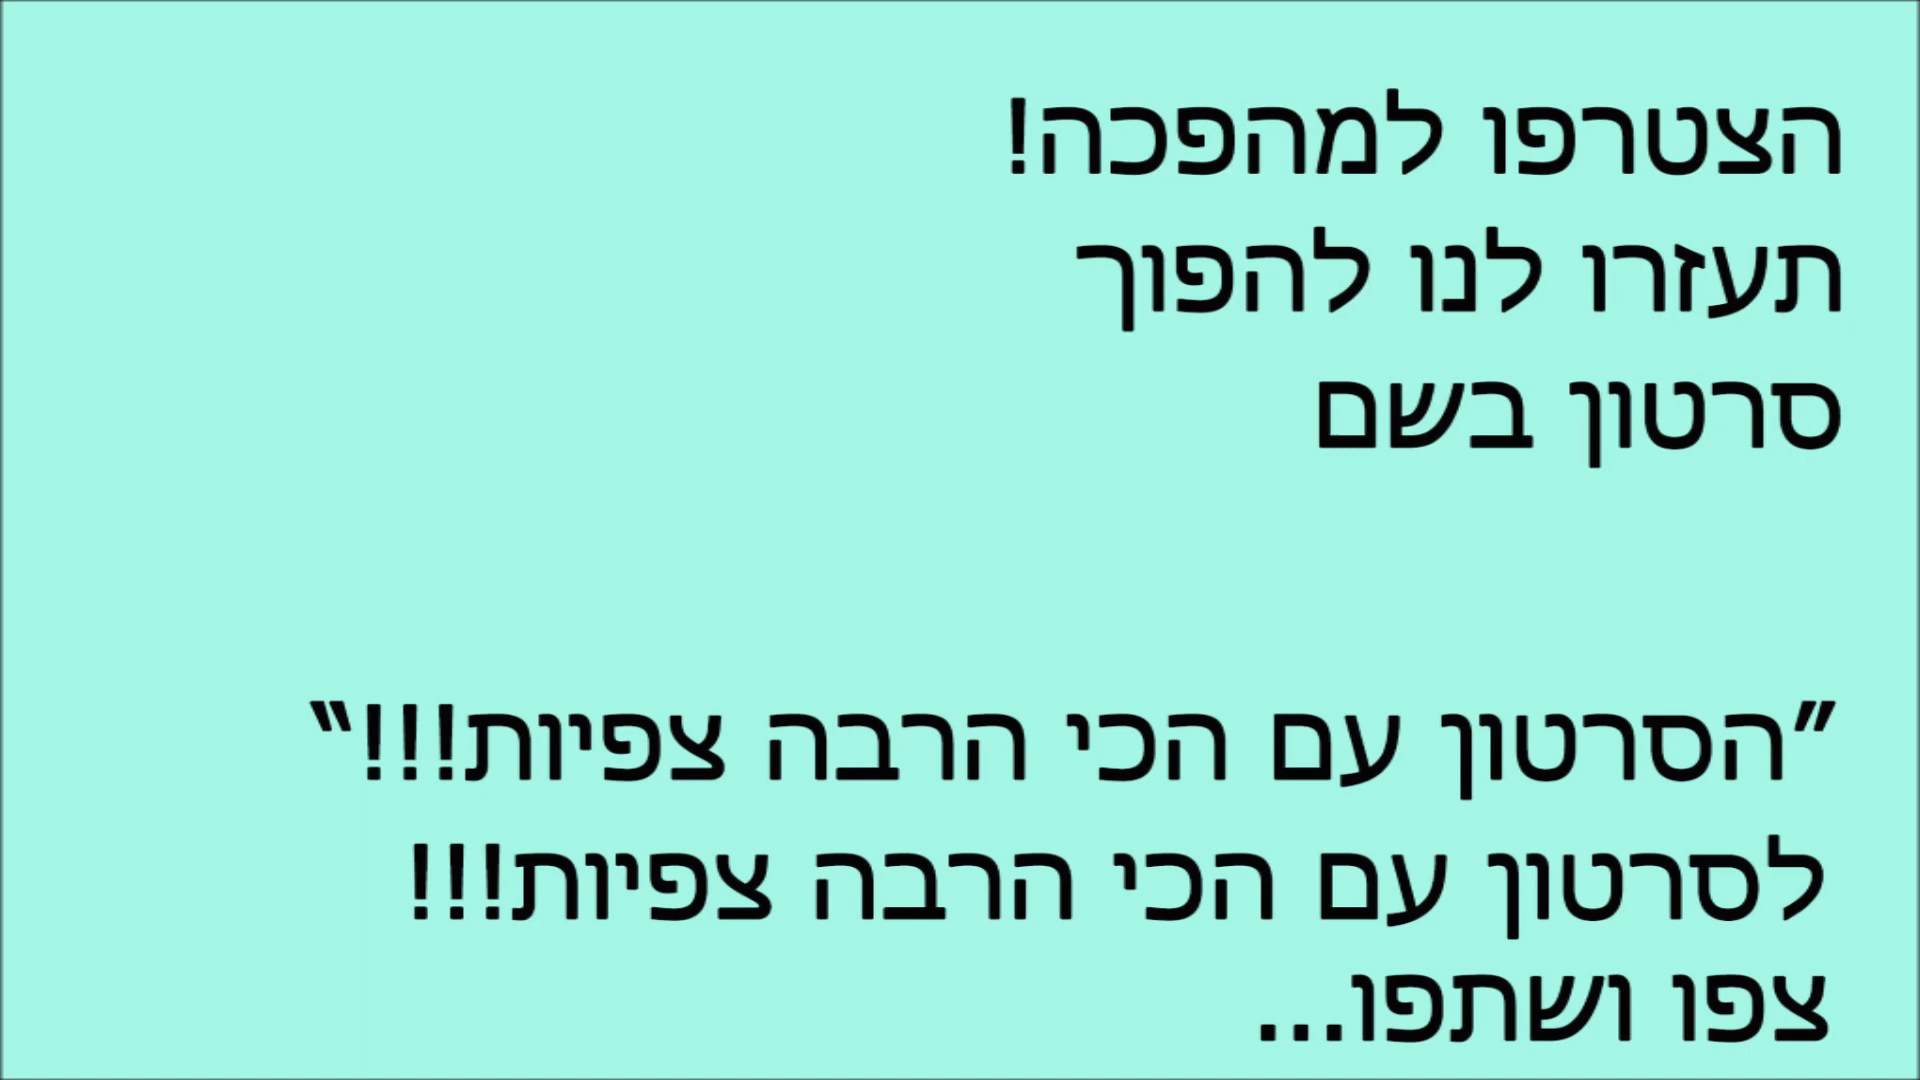 הצטרפו למהפכה!
תעזרו לנו להפוך
סרטון בשם
"הסרטון עם הכי הרבה צפיות!!!"
לסרטון עם הכי הרבה צפיות!!!
צפו ושתפו...